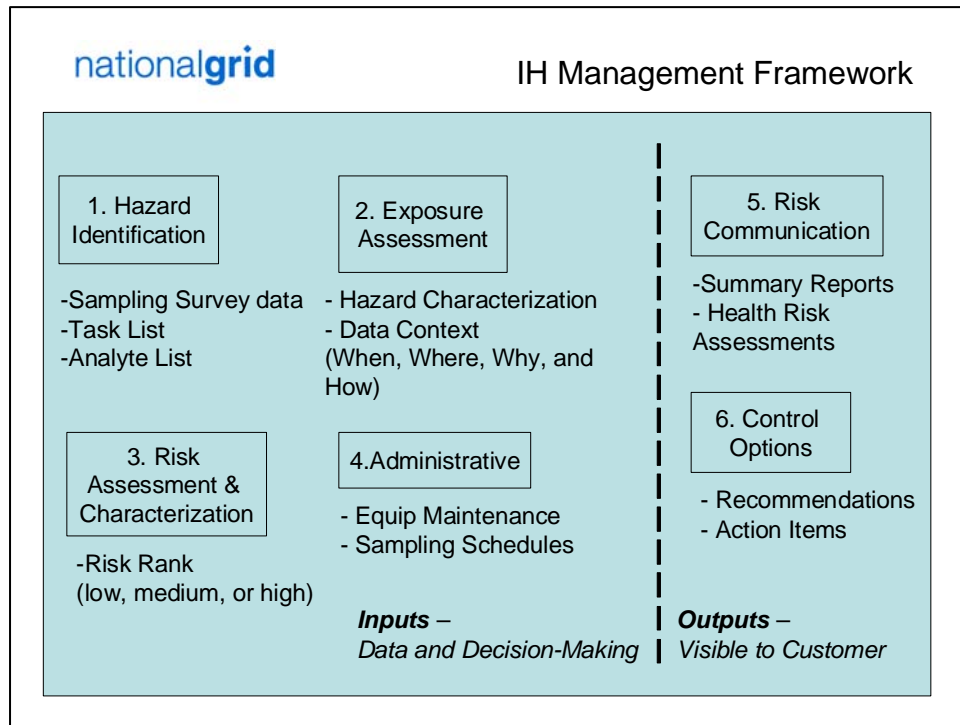 nationalgrid
IH Management Framework
1. Hazard
Identification
-Sampling Survey data
-Task List
-Analyte List
2. Exposure
Assessment
- Hazard Characterization
- Data Context
(When, Where, Why, and
How)
3. Risk
Assessment &
Characterization
-Risk Rank
(low, medium, or high)
4.Administrative
- Equip Maintenance
- Sampling Schedules
Inputs –
Data and Decision-Making
5. Risk
Communication
-Summary Reports
- Health Risk
Assessments
6. Control
Options
- Recommendations
- Action Items
Outputs –
Visible to Customer